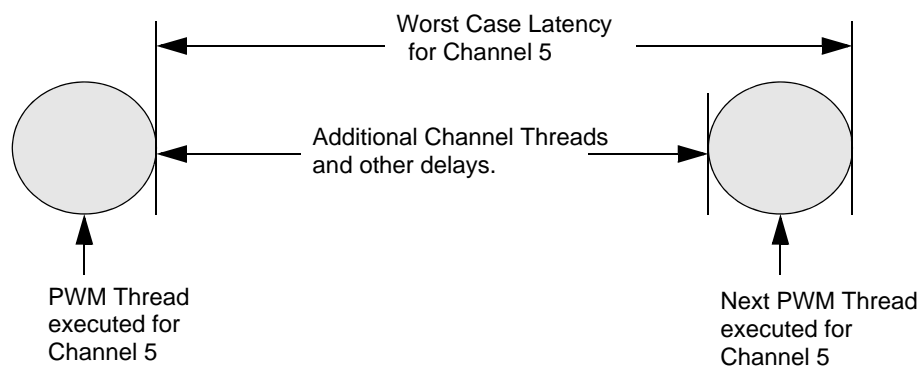 Worst Case Latency
for Channel 5
Additional Channel Threads
and other delays.
PWM Thread
executed for
Channel 5
Next PWM Thread
executed for
Channel 5